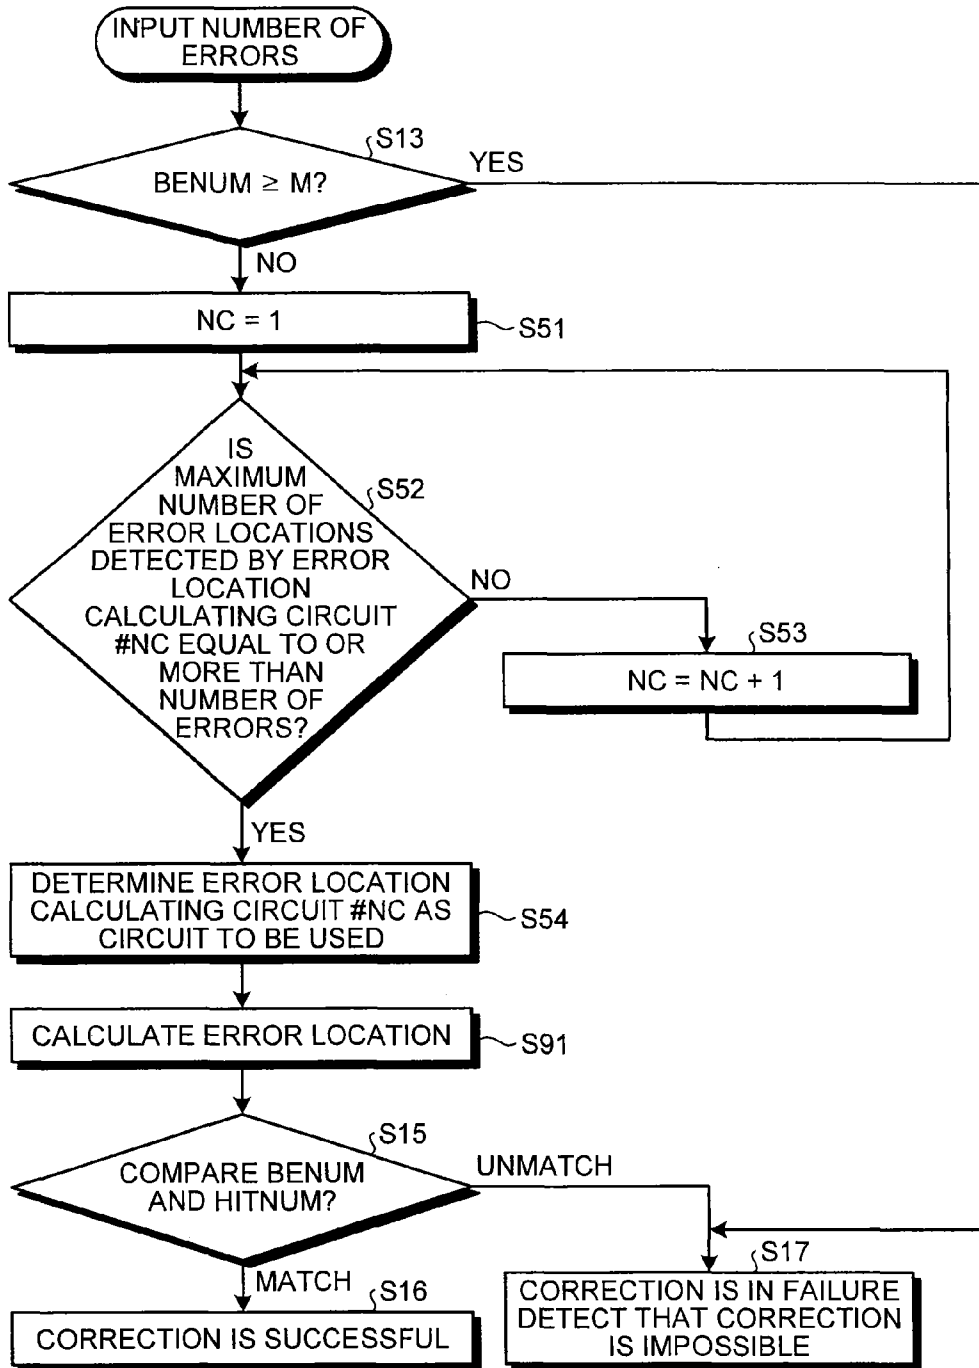 INPUT NUMBER OF
ERRORS
S13
YES
BENUM ≥ M?
NO
NC = 1
S51
IS
MAXIMUM
NUMBER OF
ERROR LOCATIONS
DETECTED BY ERROR
LOCATION
CALCULATING CIRCUIT
#NC EQUAL TO OR
MORE THAN
NUMBER OF
ERRORS?
S52
NO
S53
NC = NC + 1
YES
DETERMINE ERROR LOCATION
CALCULATING CIRCUIT #NC AS
CIRCUIT TO BE USED
S54
CALCULATE ERROR LOCATION
S91
S15
COMPARE BENUM
AND HITNUM?
UNMATCH
MATCH
S16
CORRECTION IS SUCCESSFUL
S17
CORRECTION IS IN FAILURE
DETECT THAT CORRECTION
IS IMPOSSIBLE